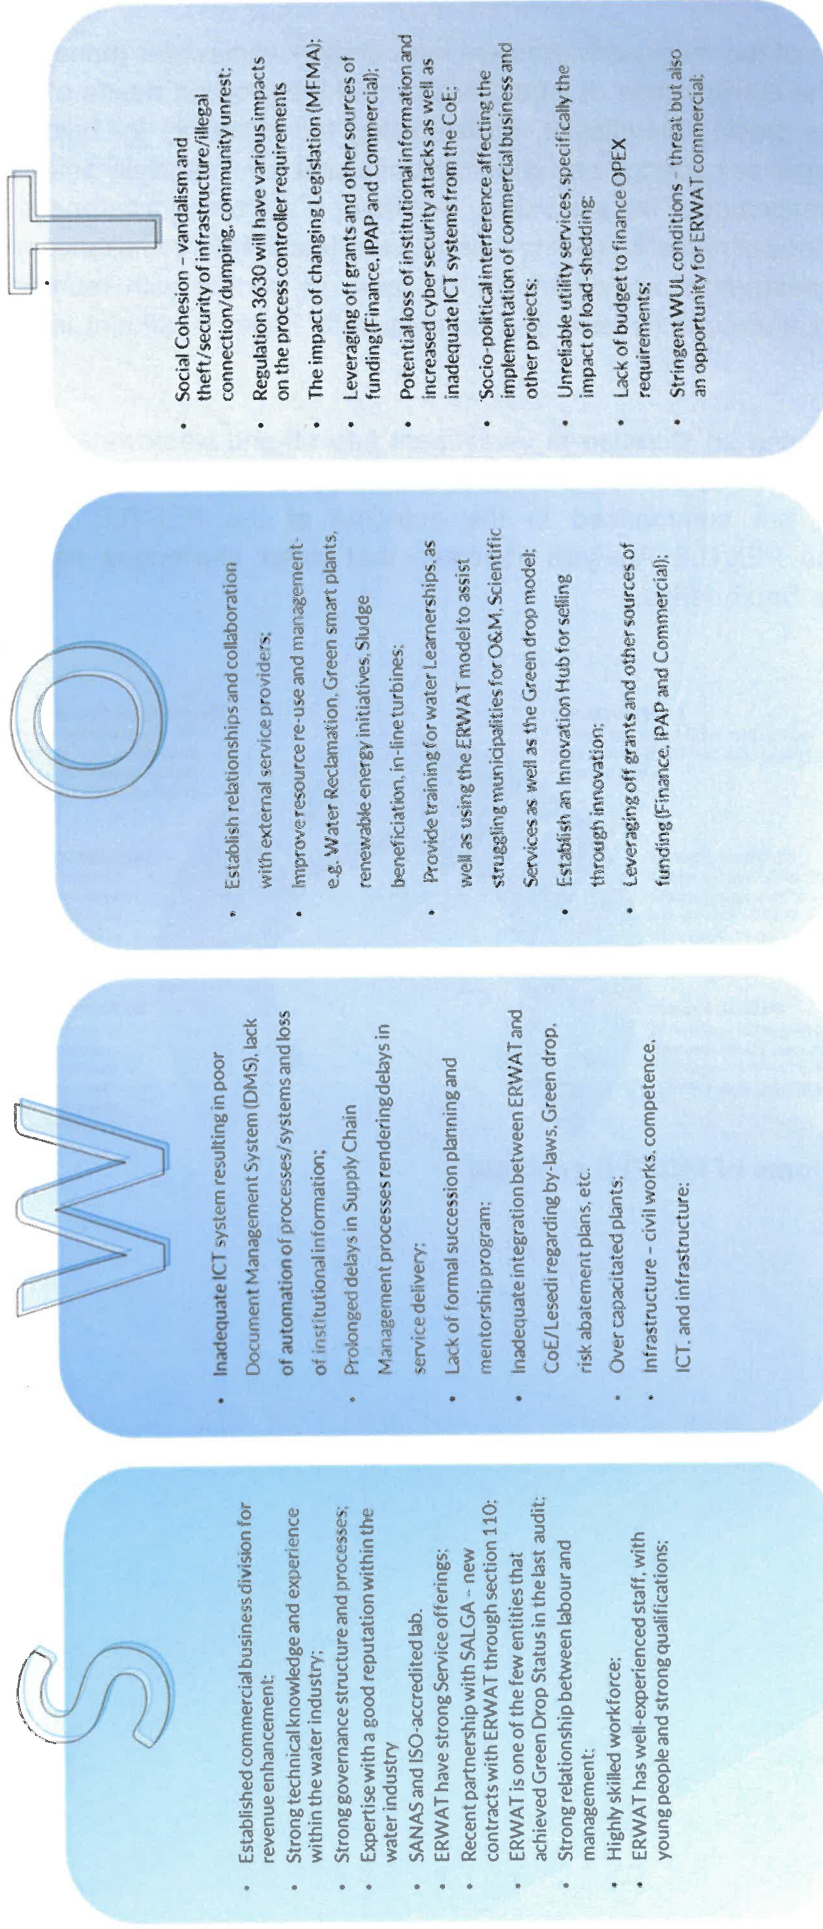 S
• Established commercial business division for
revenue enhancement;
• Strong technical knowledge and experience
within the water industry;
• Strong governance structure and processes;
• Expertise with a good reputation within the
water industry
• SANAS and ISO-accredited lab.
• ERWAT have strong Service offerings;
• Recent partnership with SALGA – new
contracts with ERWAT through section 110;
• ERWAT is one of the few entities that
achieved Green Drop Status in the last audit;
• Strong relationship between labour and
management;
• Highly skilled workforce;
• ERWAT has well-experienced staff, with
young people and strong qualifications;
W
• Inadequate ICT system resulting in poor
Document Management System (DMS), lack
of automation of processes/systems and loss
of institutional information;
• Prolonged delays in Supply Chain
Management processes rendering delays in
service delivery;
• Lack of formal succession planning and
mentorship program;
• Inadequate integration between ERWAT and
CoE/Lesedi regarding by-laws, Green drop,
risk abatement plans, etc.
• Over capacitated plants;
• Infrastructure – civil works, competence,
ICT, and infrastructure;
O
• Establish relationships and collaboration
with external service providers;
• Improve resource re-use and management-
e.g. Water Reclamation, Green smart plants,
renewable energy initiatives, Sludge
beneficiation, in-line turbines;
• Provide training for water Learnerships, as
well as using the ERWAT model to assist
struggling municipalities for O&M, Scientific
Services as well as the Green drop model;
• Establish an Innovation Hub for selling
through innovation;
• Leveraging off grants and other sources of
funding (Finance, IPAP and Commercial);
T
• Social Cohesion – vandalism and
theft/security of infrastructure/illegal
connection/dumping, community unrest;
• Regulation 3630 will have various impacts
on the process controller requirements
• The impact of changing Legislation (MFMA);
• Leveraging off grants and other sources of
funding (Finance, IPAP and Commercial);
• Potential loss of institutional information and
increased cyber security attacks as well as
inadequate ICT systems from the CoE;
• Socio-political interference affecting the
implementation of commercial business and
other projects;
• Unreliable utility services, specifically the
impact of load-shedding;
• Lack of budget to finance OPEX
requirements;
• Stringent WUL conditions – threat but also
an opportunity for ERWAT commercial;